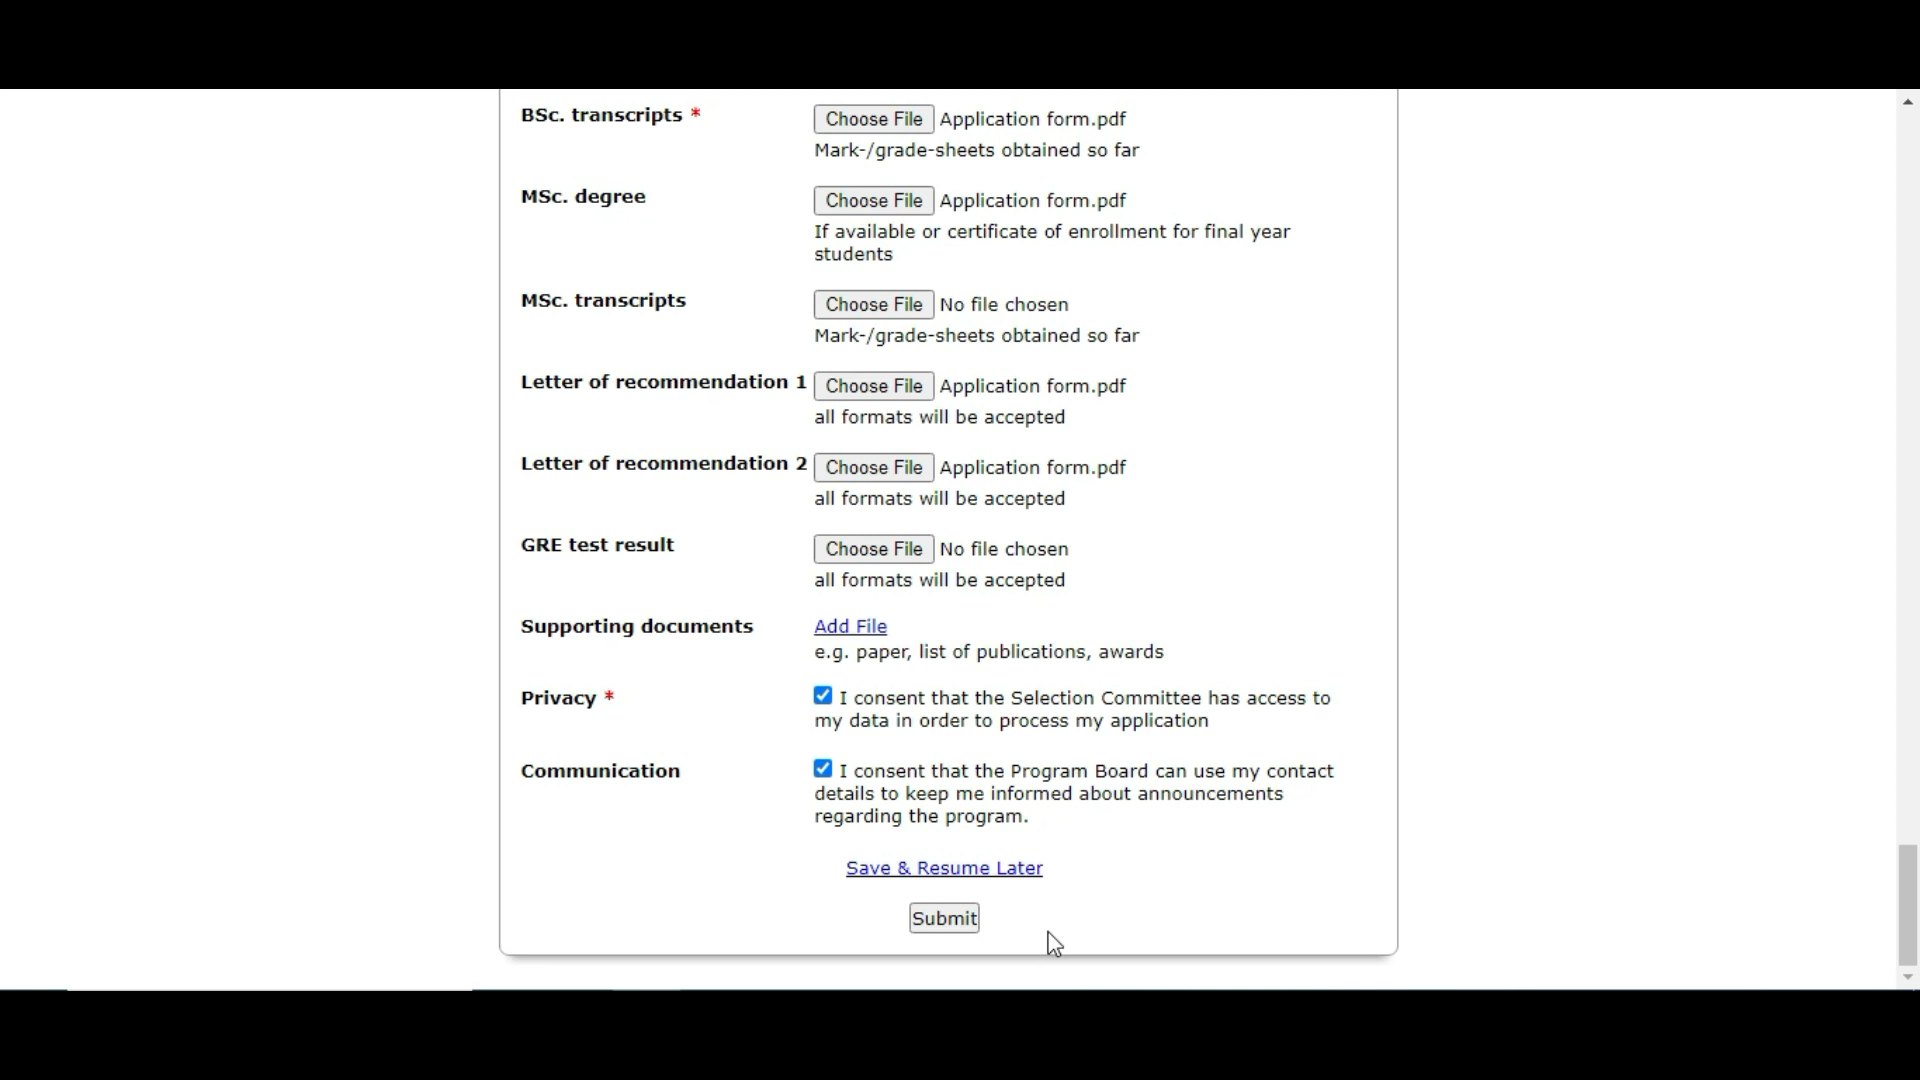 BSc. transcripts * Choose File Application form.pdf
Mark-/grade-sheets obtained so far
MSc. degree Choose File Application form.pdf
If available or certificate of enrollment for final year
students
MSc. transcripts Choose File No file chosen
Mark-/grade-sheets obtained so far
Letter of recommendation 1 Choose File Application form.pdf
all formats will be accepted
Letter of recommendation 2 Choose File Application form.pdf
all formats will be accepted
GRE test result Choose File No file chosen
all formats will be accepted
Supporting documents Add File
e.g. paper, list of publications, awards
Privacy * I consent that the Selection Committee has access to
my data in order to process my application
Communication I consent that the Program Board can use my contact
details to keep me informed about announcements
regarding the program.
Save & Resume Later
Submit